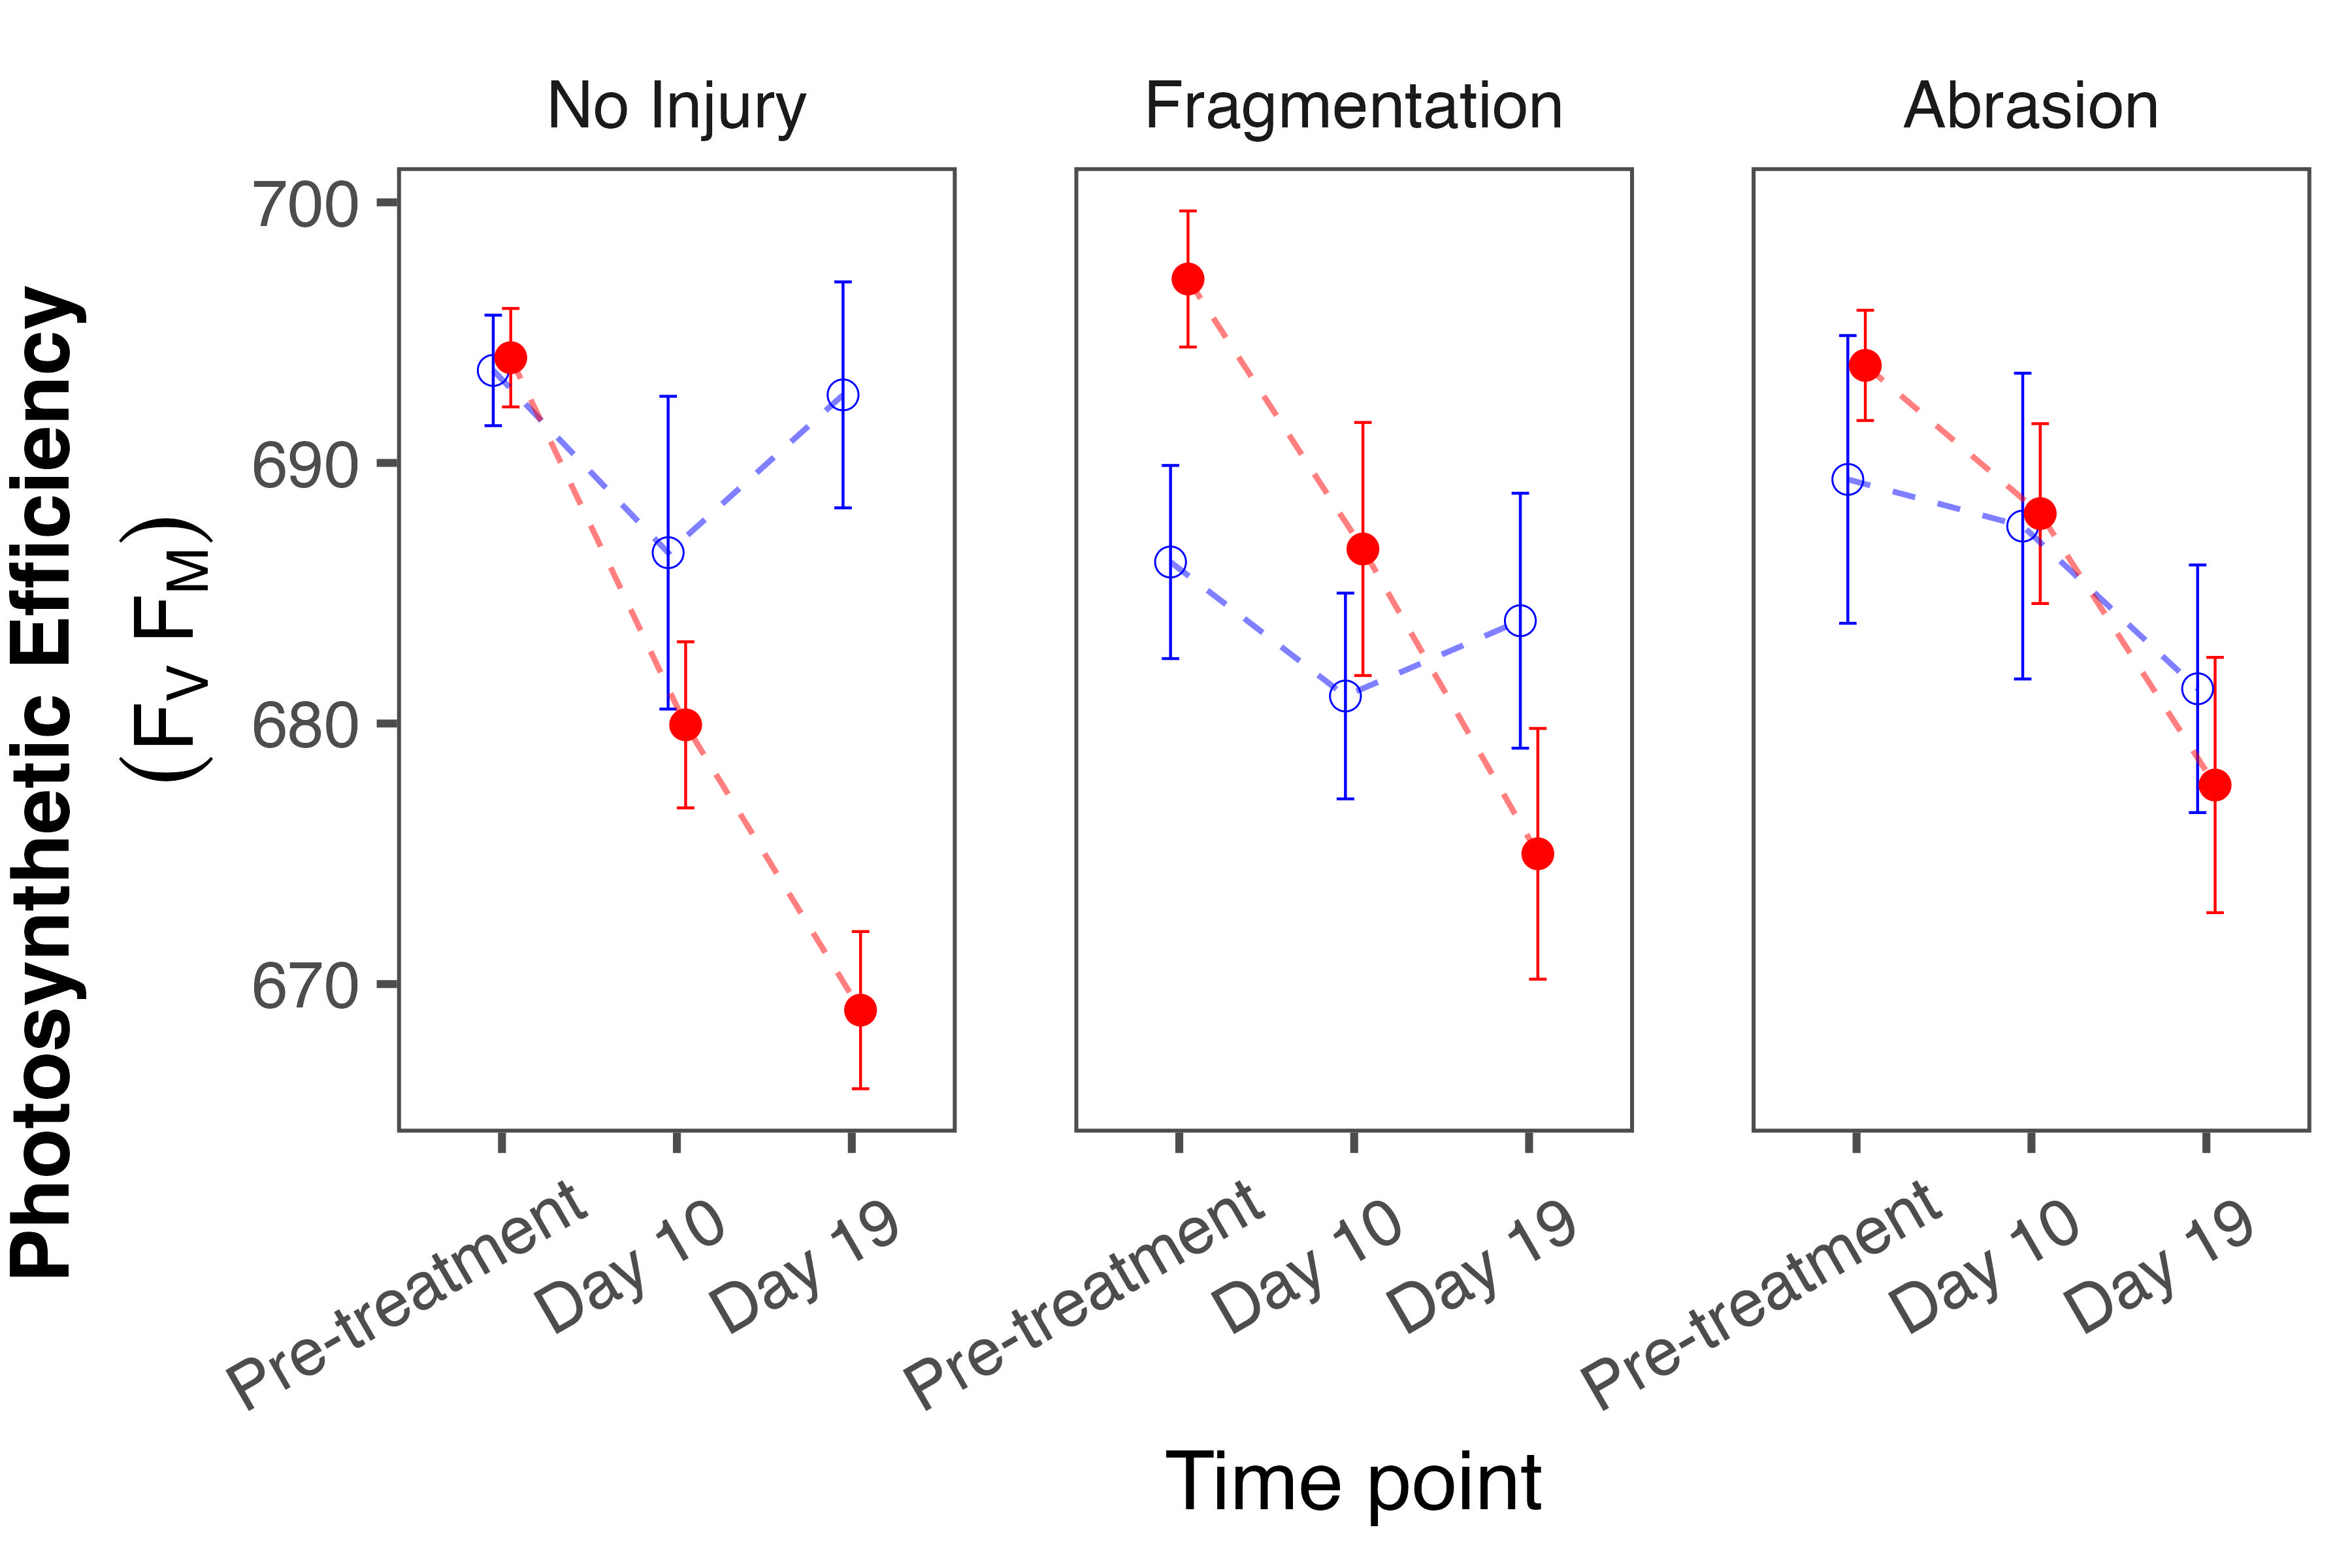 No Injury
Fragmentation
Abrasion
Photosynthetic Efficiency
(FV FM)
700
690
680
670
Pre-treatment
Day 10
Day 19
Pre-treatment
Day 10
Day 19
Pre-treatment
Day 10
Day 19
Time point